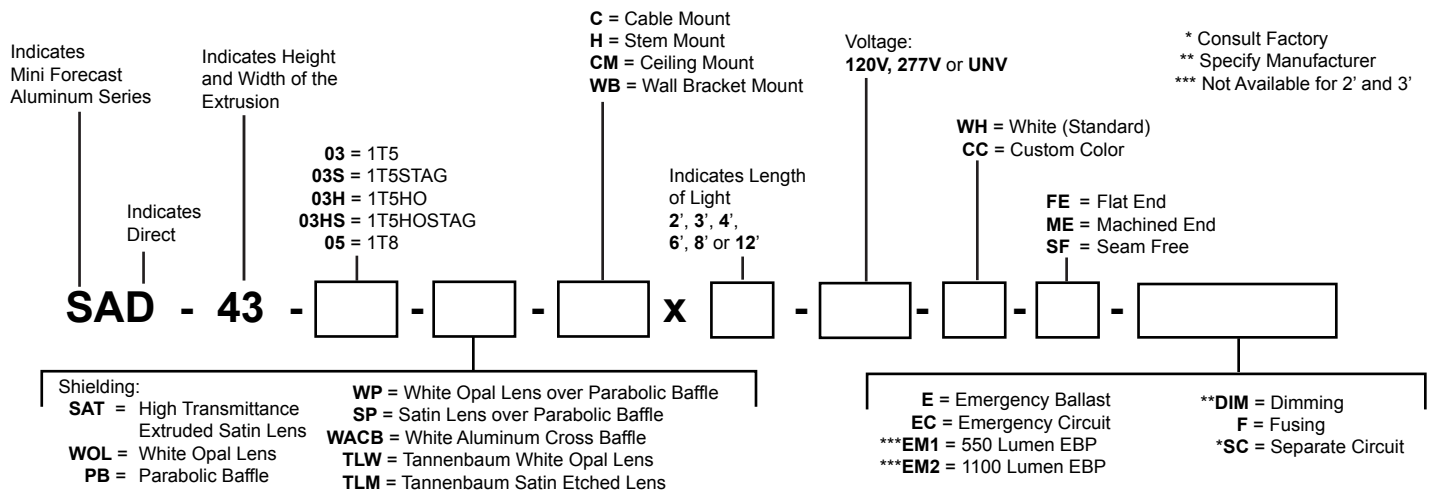 Indicates
Mini Forecast
Aluminum Series
Indicates Height
and Width of the
Extrusion
C = Cable Mount
H = Stem Mount
CM = Ceiling Mount
WB = Wall Bracket Mount
Voltage:
120V, 277V or UNV
* Consult Factory
** Specify Manufacturer
*** Not Available for 2’ and 3’
Indicates
Direct
03 = 1T5
03S = 1T5STAG
03H = 1T5HO
03HS = 1T5HOSTAG
05 = 1T8
Indicates Length
of Light
2’, 3’, 4’,
6’, 8’ or 12’
WH = White (Standard)
CC = Custom Color
FE = Flat End
ME = Machined End
SF = Seam Free
SAD - 43 - - - x - - - -
Shielding:
SAT = High Transmittance
Extruded Satin Lens
WOL = White Opal Lens
PB = Parabolic Baffle
WP = White Opal Lens over Parabolic Baffle
SP = Satin Lens over Parabolic Baffle
WACB = White Aluminum Cross Baffle
TLW = Tannenbaum White Opal Lens
TLM = Tannenbaum Satin Etched Lens
E = Emergency Ballast
EC = Emergency Circuit
***EM1 = 550 Lumen EBP
***EM2 = 1100 Lumen EBP
**DIM = Dimming
F = Fusing
*SC = Separate Circuit